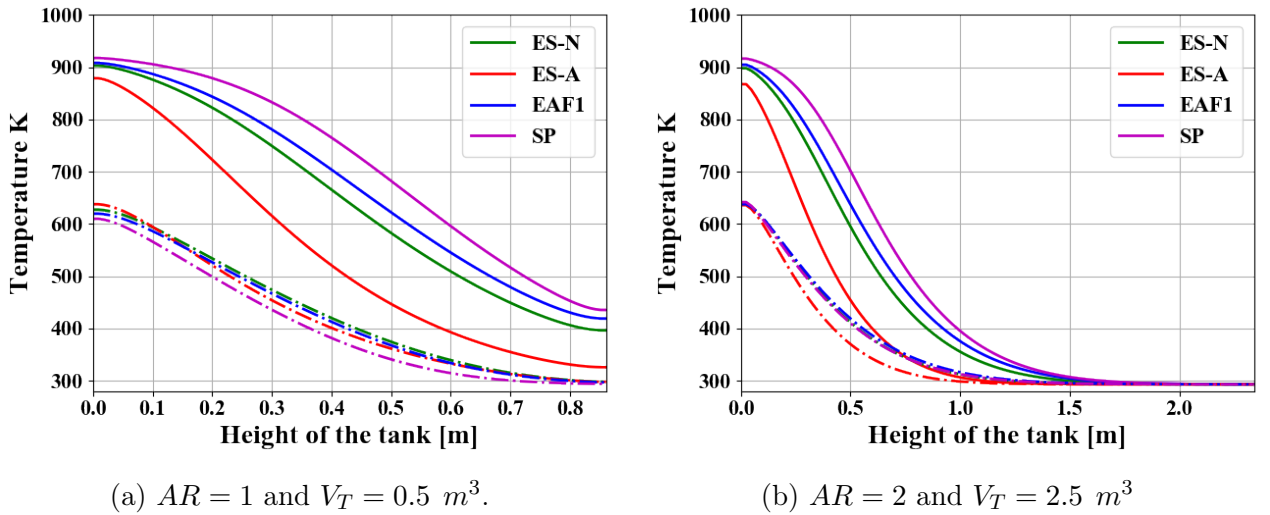 1000
900
800
700
600
500
400
300
Temperature K
0.0 0.1 0.2 0.3 0.4 0.5 0.6 0.7 0.8
Height of the tank [m]
ES-N
ES-A
EAF1
SP
(a) AR = 1 and V_T = 0.5 m³.
1000
900
800
700
600
500
400
300
Temperature K
0.0 0.5 1.0 1.5 2.0
Height of the tank [m]
ES-N
ES-A
EAF1
SP
(b) AR = 2 and V_T = 2.5 m³